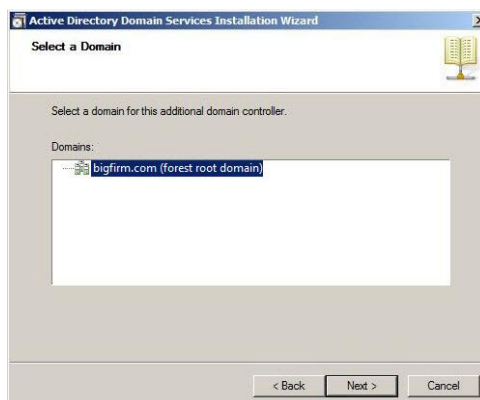 Active Directory Domain Services Installation Wizard
Select a Domain
Select a domain for this additional domain controller.
Domains:
bigfirm.com (forest root domain)
< Back Next > Cancel